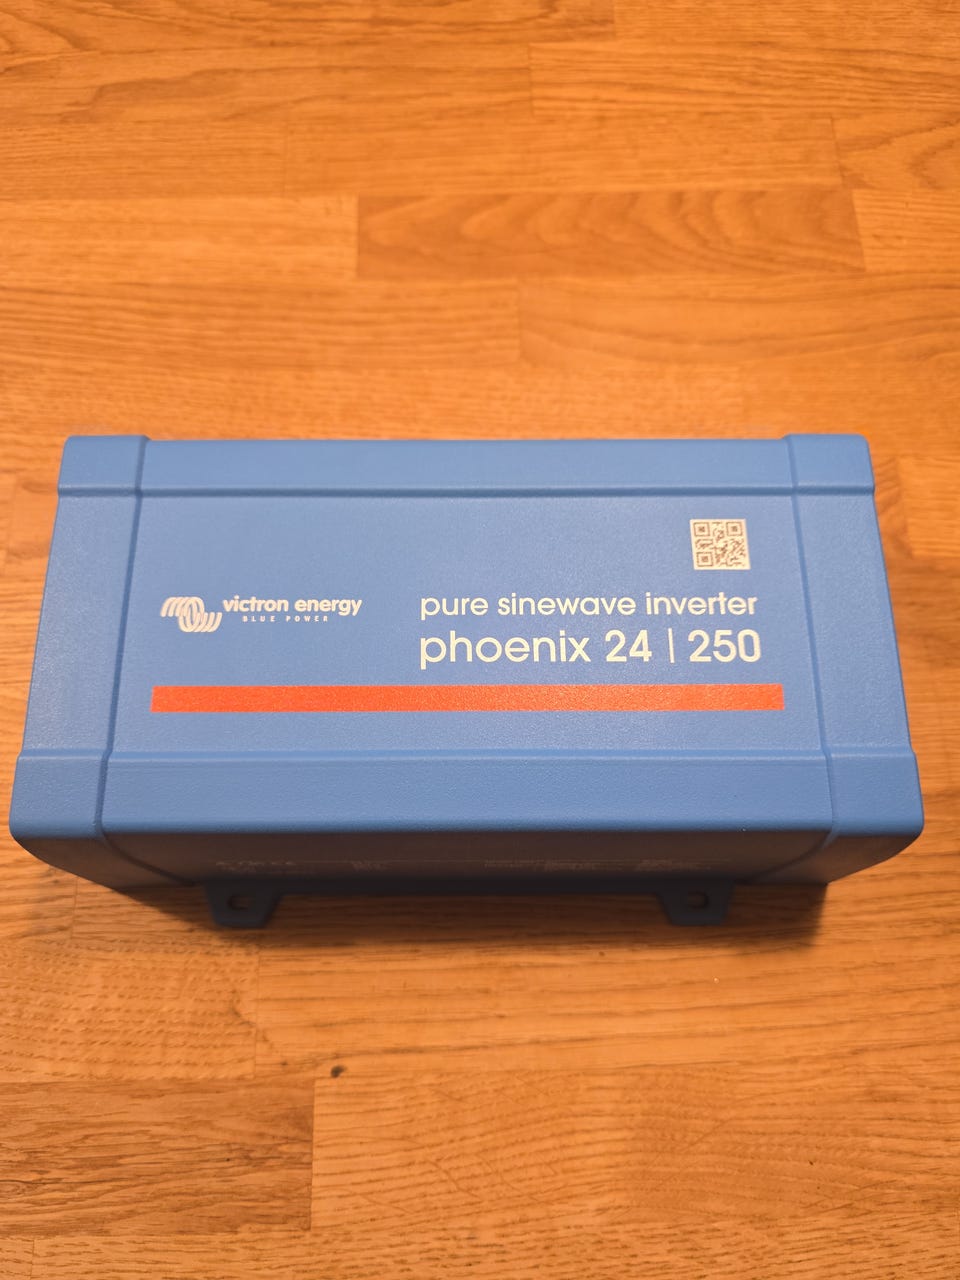 victron energy
BLUE POWER
pure sinewave inverter
phoenix 24 | 250